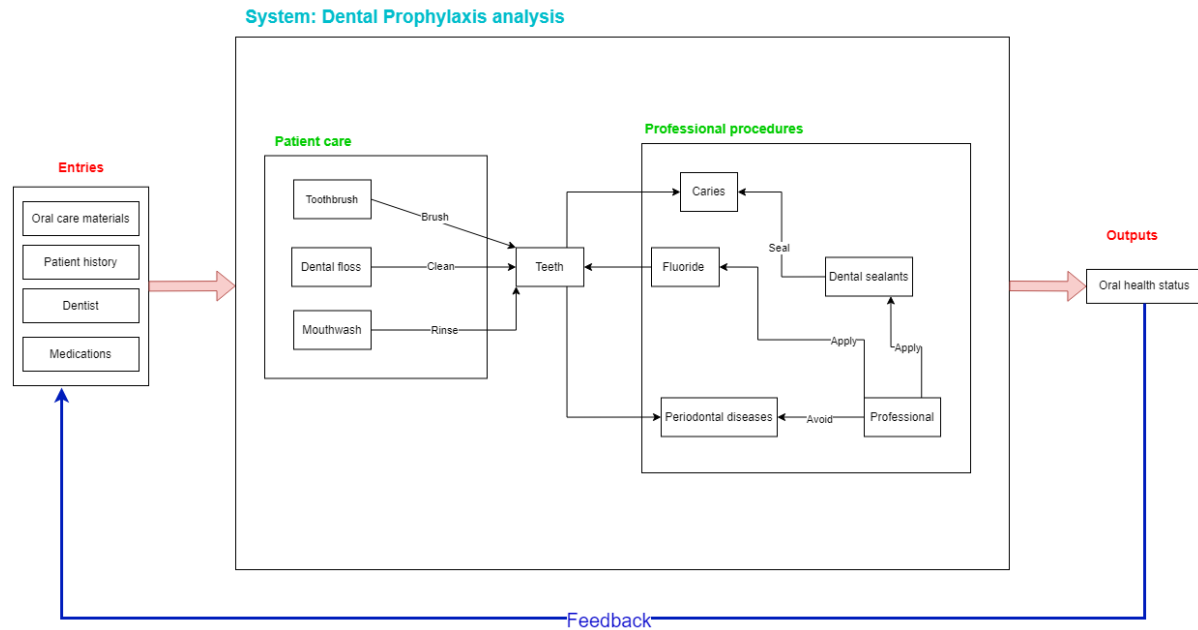 System: Dental Prophylaxis analysis
Entries
Oral care materials
Patient history
Dentist
Medications
Patient care
Toothbrush
Dental floss
Mouthwash
Brush
Clean
Rinse
Teeth
Professional procedures
Caries
Seal
Fluoride
Dental sealants
Apply
Apply
Periodontal diseases
Avoid
Professional
Outputs
Oral health status
Feedback